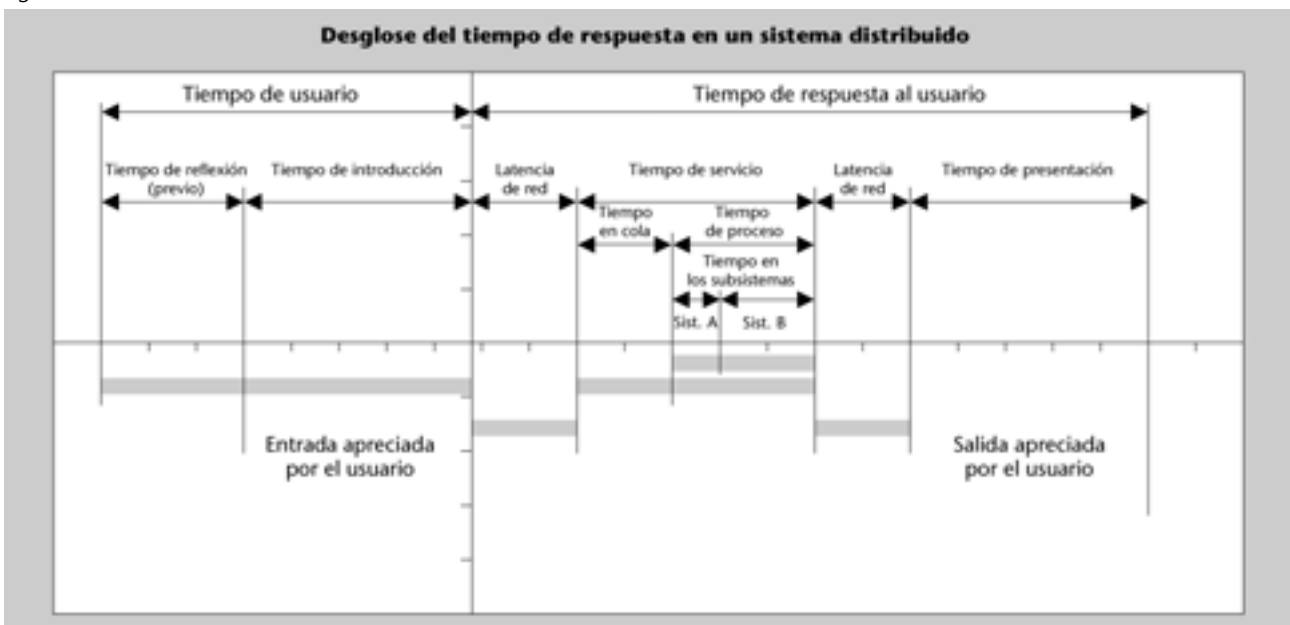 Desglose del tiempo de respuesta en un sistema distribuido
Tiempo de usuario
Tiempo de respuesta al usuario
Tiempo de reflexión
(previo)
Tiempo de introducción
Latencia
de red
Tiempo de servicio
Latencia
de red
Tiempo de presentación
Tiempo
en cola
Tiempo
de proceso
Tiempo en
los subsistemas
Sist. A
Sist. B
Entrada apreciada
por el usuario
Salida apreciada
por el usuario